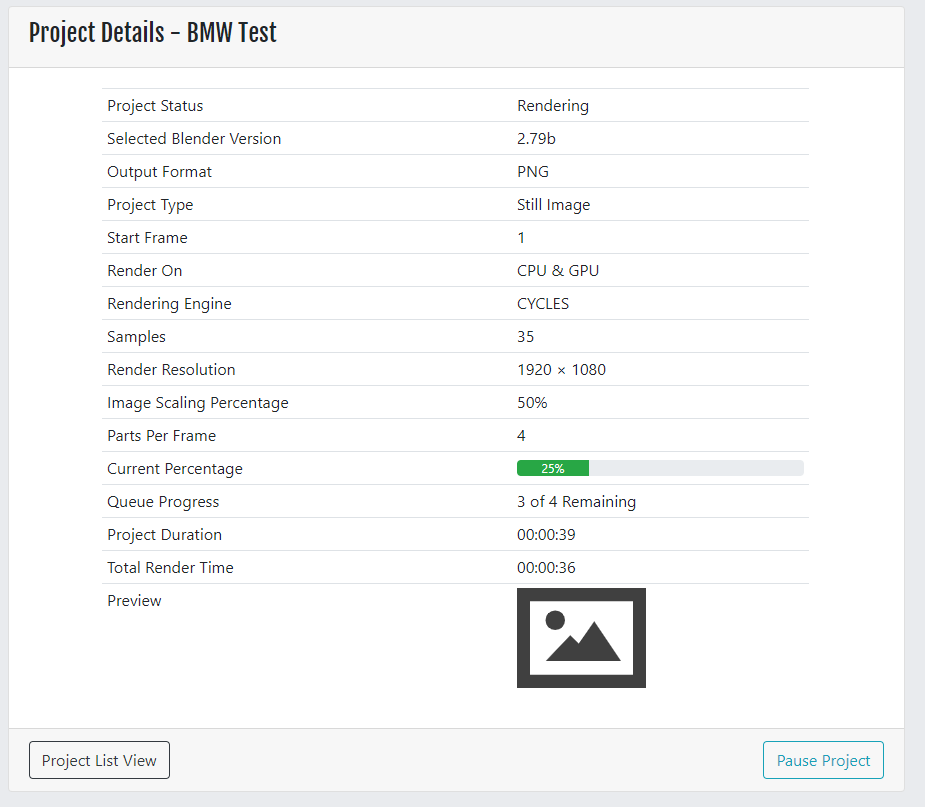 Project Details - BMW Test
Project Status Rendering
Selected Blender Version 2.79b
Output Format PNG
Project Type Still Image
Start Frame 1
Render On CPU & GPU
Rendering Engine CYCLES
Samples 35
Render Resolution 1920 × 1080
Image Scaling Percentage 50%
Parts Per Frame 4
Current Percentage 25%
Queue Progress 3 of 4 Remaining
Project Duration 00:00:39
Total Render Time 00:00:36
Preview
Project List View Pause Project